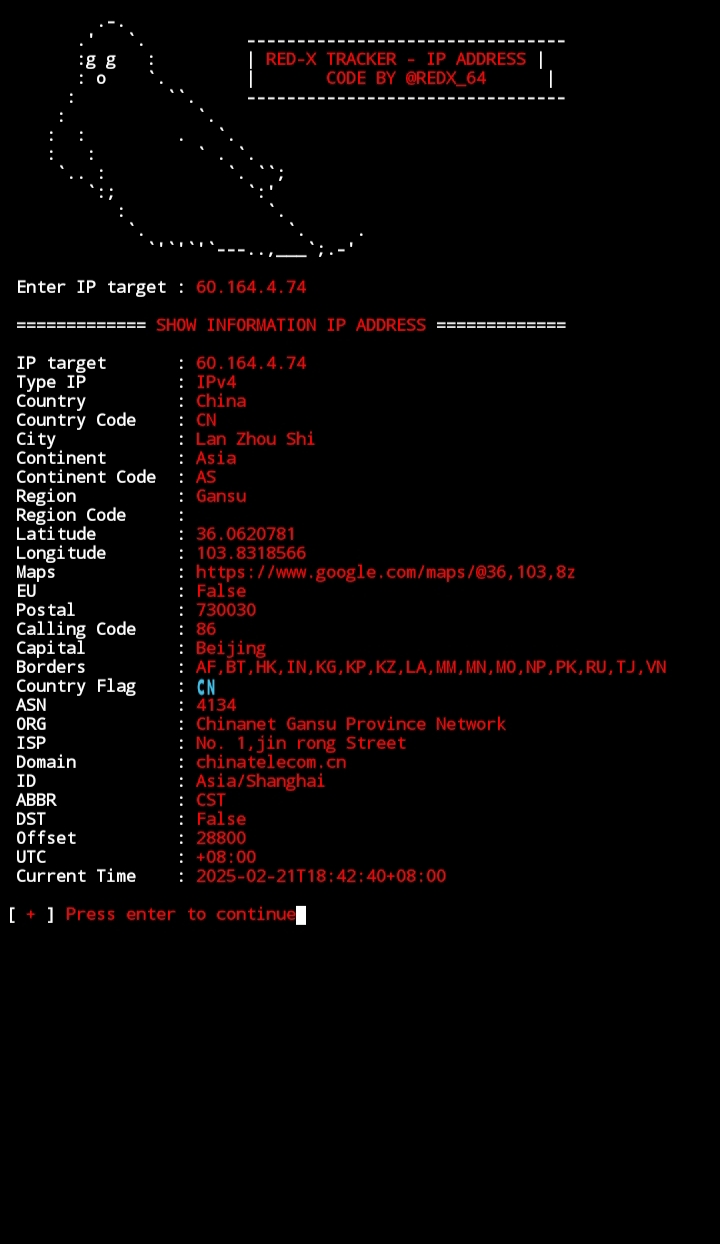 RED-X TRACKER - IP ADDRESS
CODE BY @REDX_64
g g
o
Enter IP target : 60.164.4.74
============= SHOW INFORMATION IP ADDRESS =============
IP target : 60.164.4.74
Type IP : IPv4
Country : China
Country Code : CN
City : Lan Zhou Shi
Continent : Asia
Continent Code : AS
Region : Gansu
Region Code :
Latitude : 36.0620781
Longitude : 103.8318566
Maps : https://www.google.com/maps/@36,103,8z
EU : False
Postal : 730030
Calling Code : 86
Capital : Beijing
Borders : AF,BT,HK,IN,KG,KP,KZ,LA,MM,MN,MO,NP,PK,RU,TJ,VN
Country Flag : CN
ASN : 4134
ORG : Chinanet Gansu Province Network
ISP : No. 1,jin rong Street
Domain : chinatelecom.cn
ID : Asia/Shanghai
ABBR : CST
DST : False
Offset : 28800
UTC : +08:00
Current Time : 2025-02-21T18:42:40+08:00
[ + ] Press enter to continue